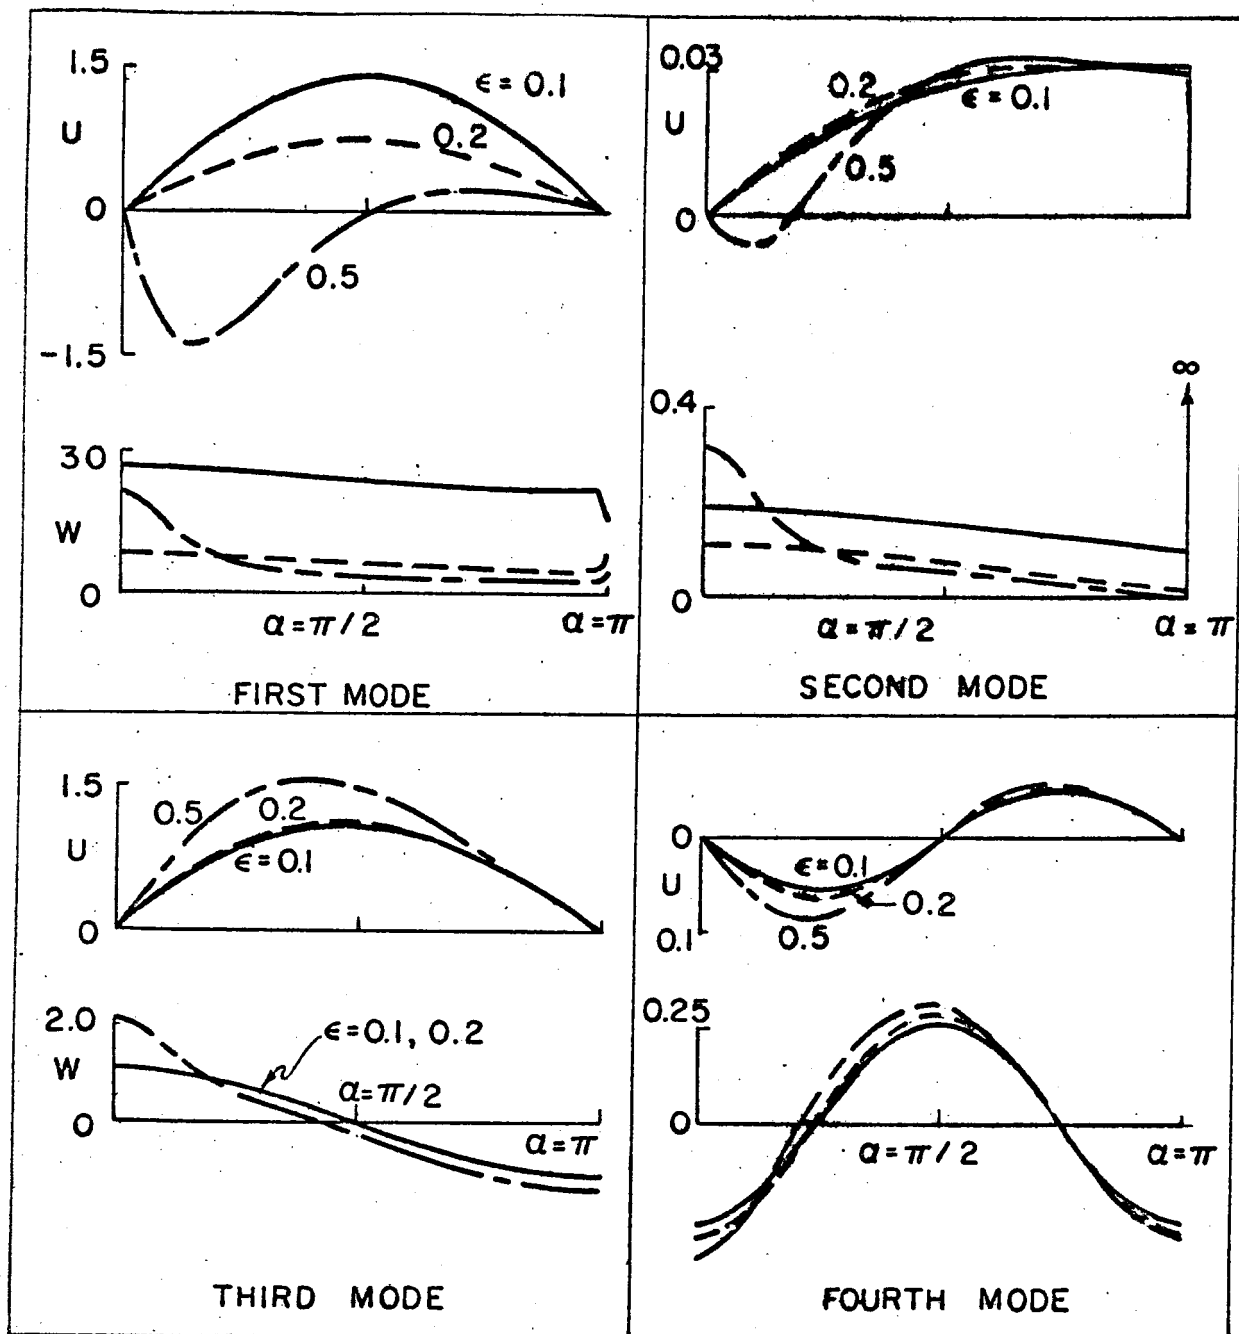 1.5
U
ϵ = 0.1
0.2
0
0.5
-1.5
30
W
0
α = π/2
α = π
FIRST MODE
0.03
0.2
U
ϵ = 0.1
0.5
0
∞
0.4
0
α = π/2
α = π
SECOND MODE
1.5
0.5
0.2
U
ϵ = 0.1
0
2.0
ϵ = 0.1, 0.2
W
α = π/2
0
α = π
THIRD MODE
0
ϵ = 0.1
U
0.2
0.1
0.5
0.25
0
α = π/2
α = π
FOURTH MODE